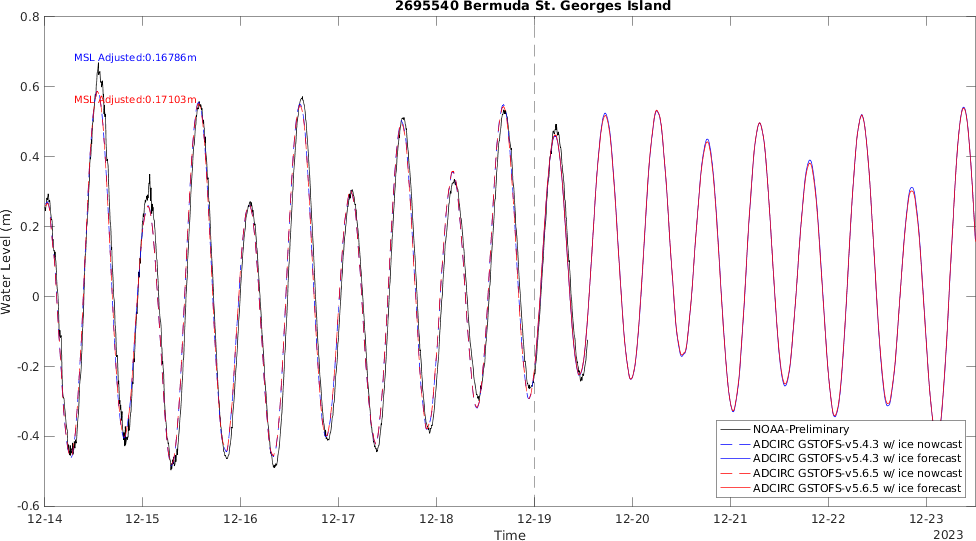 2695540 Bermuda St. Georges Island
0.8
0.6
0.4
0.2
0
-0.2
-0.4
-0.6
Water Level (m)
MSL Adjusted:0.16786m
MSL Adjusted:0.17103m
NOAA-Preliminary
ADCIRC GSTOFS-v5.4.3 w/ ice nowcast
ADCIRC GSTOFS-v5.4.3 w/ ice forecast
ADCIRC GSTOFS-v5.6.5 w/ ice nowcast
ADCIRC GSTOFS-v5.6.5 w/ ice forecast
12-14 12-15 12-16 12-17 12-18 12-19 12-20 12-21 12-22 12-23
Time
2023